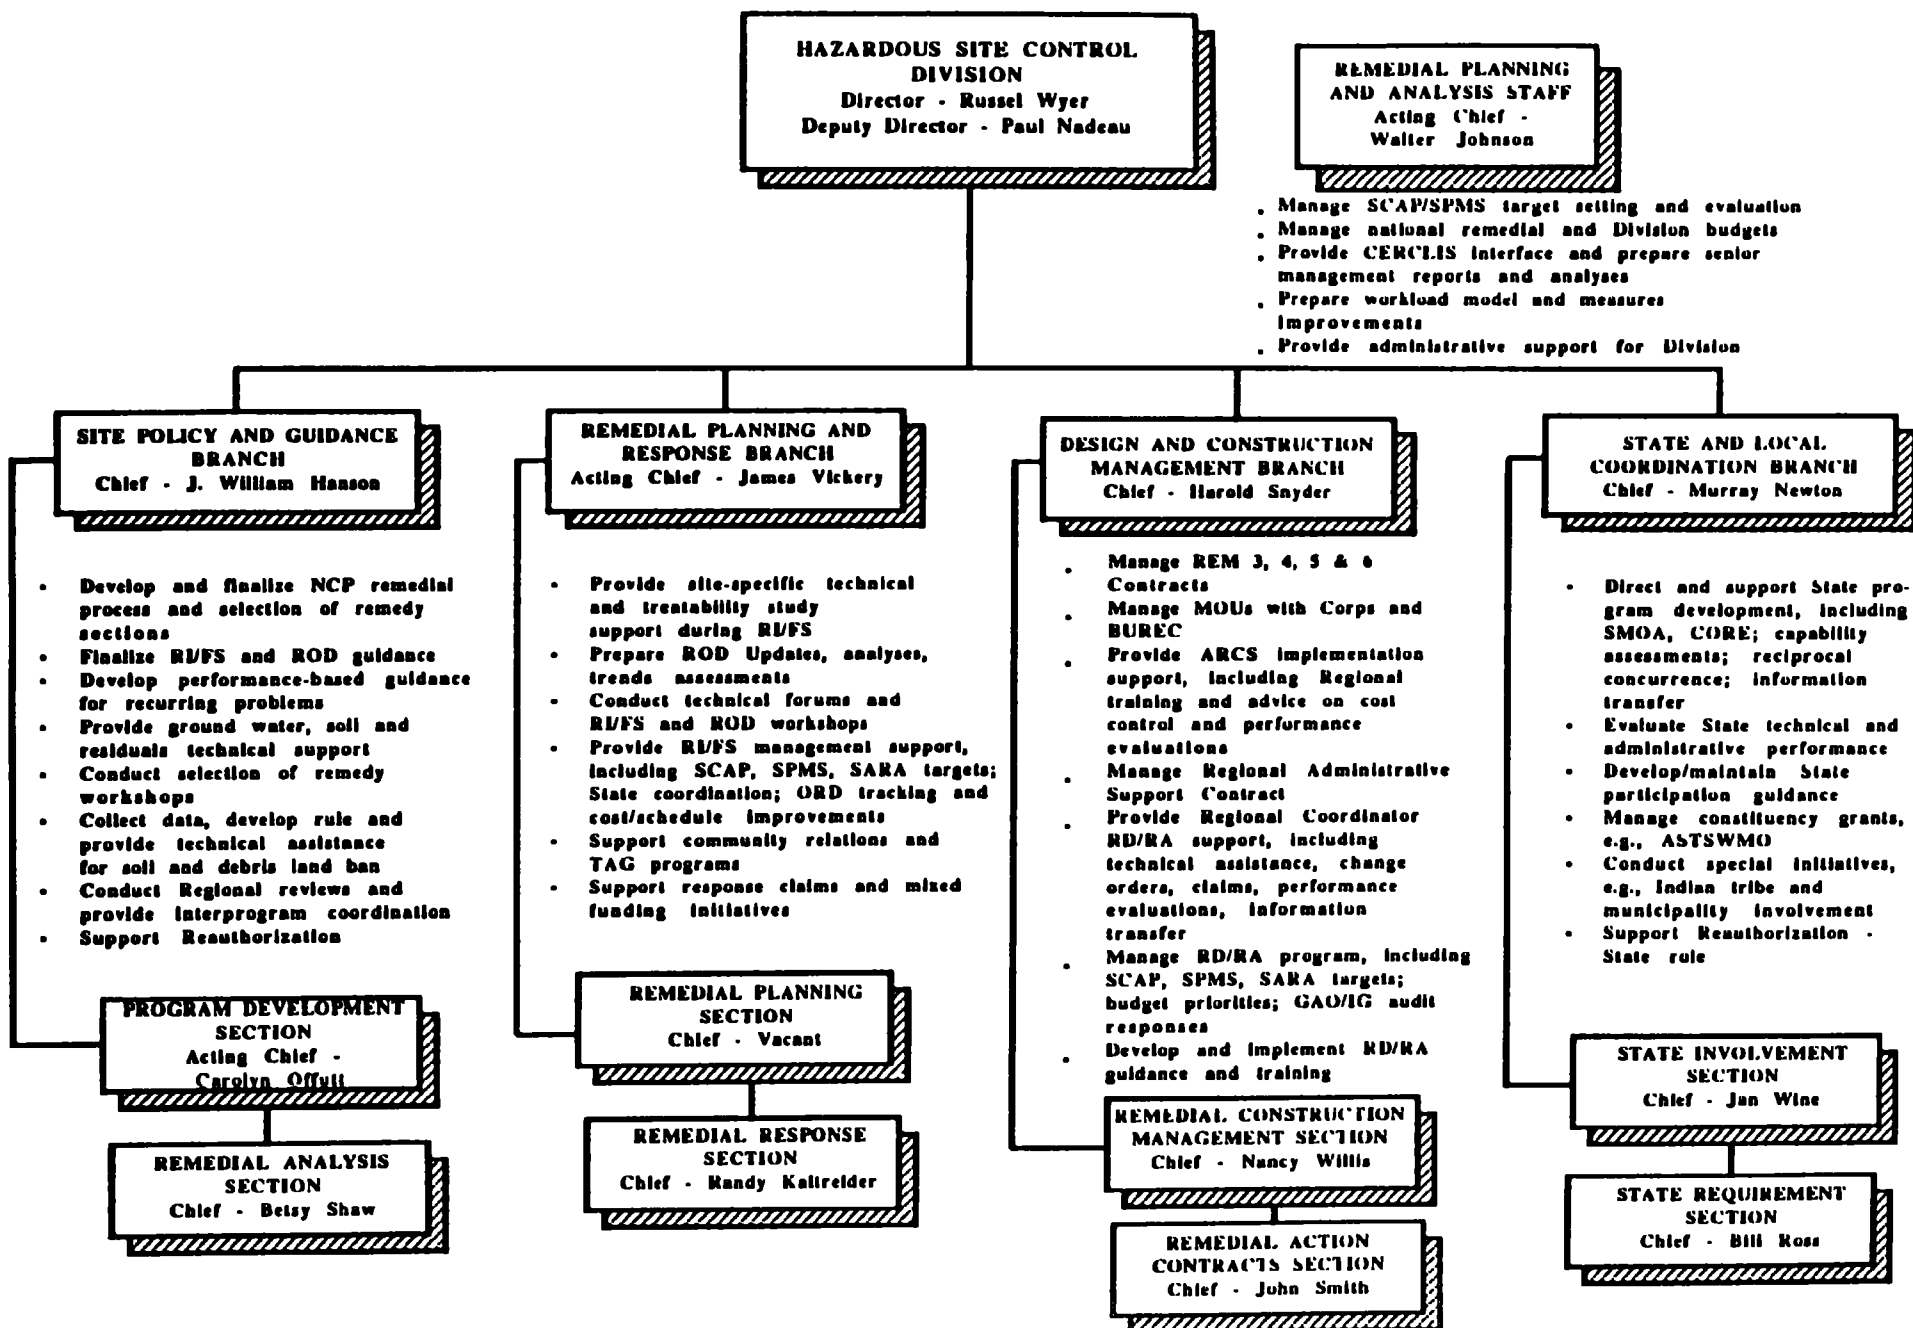 HAZARDOUS SITE CONTROL
DIVISION
Director - Russel Wyer
Deputy Director - Paul Nadeau
REMEDIAL PLANNING
AND ANALYSIS STAFF
Acting Chief -
Walter Johnson
. Manage SCAP/SPMS target setting and evaluation
. Manage national remedial and Division budgets
. Provide CERCLIS interface and prepare senior
management reports and analyses
. Prepare workload model and measures
improvements
. Provide administrative support for Division
SITE POLICY AND GUIDANCE
BRANCH
Chief - J. William Hanson
- Develop and finalize NCP remedial
process and selection of remedy
sections
- Finalize RI/FS and ROD guidance
- Develop performance-based guidance
for recurring problems
- Provide ground water, soil and
residuals technical support
- Conduct selection of remedy
workshops
- Collect data, develop rule and
provide technical assistance
for soil and debris land ban
- Conduct Regional reviews and
provide interprogram coordination
- Support Reauthorization
PROGRAM DEVELOPMENT
SECTION
Acting Chief -
Carolyn Offutt
REMEDIAL ANALYSIS
SECTION
Chief - Betsy Shaw
REMEDIAL PLANNING AND
RESPONSE BRANCH
Acting Chief - James Vickery
- Provide site-specific technical
and treatability study
support during RI/FS
- Prepare ROD Updates, analyses,
trends assessments
- Conduct technical forums and
RI/FS and ROD workshops
- Provide RI/FS management support,
including SCAP, SPMS, SARA targets;
State coordination; ORD tracking and
cost/schedule improvements
- Support community relations and
TAG programs
- Support response claims and mixed
funding initiatives
REMEDIAL PLANNING
SECTION
Chief - Vacant
REMEDIAL RESPONSE
SECTION
Chief - Randy Kaltreider
DESIGN AND CONSTRUCTION
MANAGEMENT BRANCH
Chief - Harold Snyder
. Manage REM 3, 4, 5 & 6
Contracts
. Manage MOUs with Corps and
BUREC
. Provide ARCS implementation
support, including Regional
training and advice on cost
control and performance
evaluations
. Manage Regional Administrative
Support Contract
. Provide Regional Coordinator
RD/RA support, including
technical assistance, change
orders, claims, performance
evaluations, information
transfer
. Manage RD/RA program, including
SCAP, SPMS, SARA targets;
budget priorities; GAO/IG audit
responses
. Develop and implement RD/RA
guidance and training
REMEDIAL CONSTRUCTION
MANAGEMENT SECTION
Chief - Nancy Willis
REMEDIAL ACTION
CONTRACTS SECTION
Chief - John Smith
STATE AND LOCAL
COORDINATION BRANCH
Chief - Murray Newton
- Direct and support State pro-
gram development, including
SMOA, CORE; capability
assessments; reciprocal
concurrence; information
transfer
- Evaluate State technical and
administrative performance
- Develop/maintain State
participation guidance
- Manage constituency grants,
e.g., ASTSWMO
- Conduct special initiatives,
e.g., Indian tribe and
municipality involvement
- Support Reauthorization -
State rule
STATE INVOLVEMENT
SECTION
Chief - Jan Wine
STATE REQUIREMENT
SECTION
Chief - Bill Ross